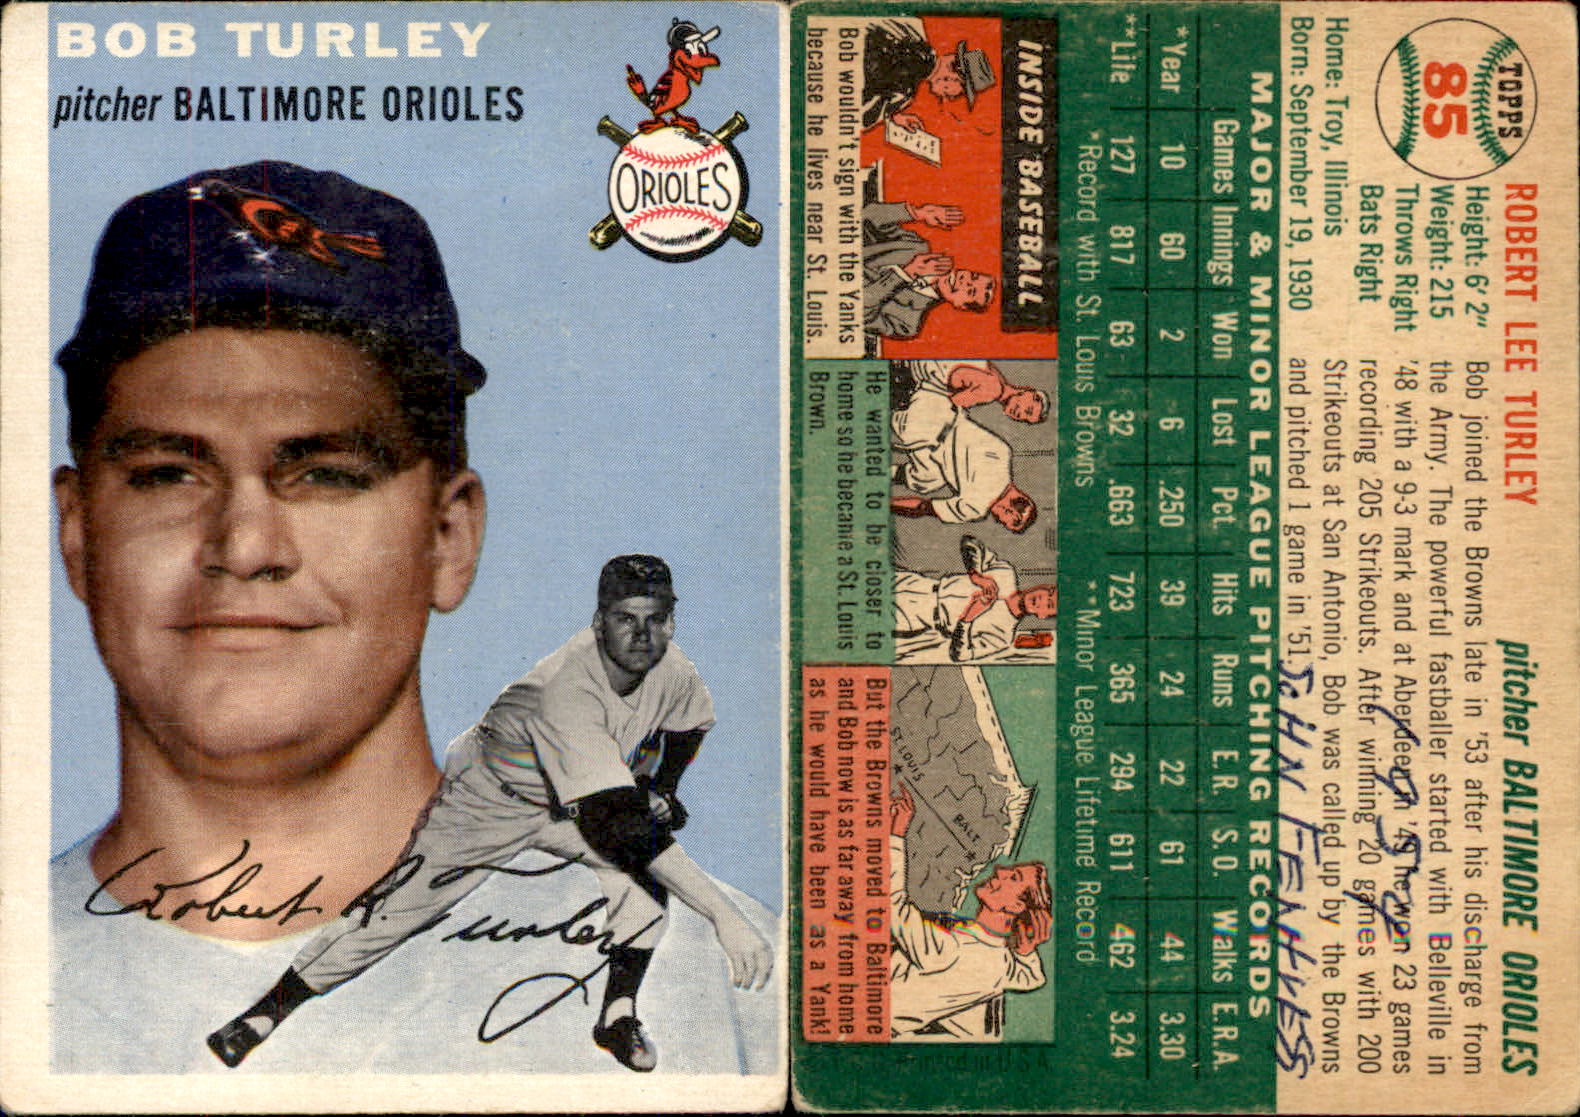 BOB TURLEY
pitcher BALTIMORE ORIOLES
ORIOLES
Robert L. Turley
TOPPS
85
ROBERT LEE TURLEY
pitcher BALTIMORE ORIOLES
Height: 6' 2"
Weight: 215
Throws Right
Bats Right
Home: Troy, Illinois
Born: September 19, 1930
Bob joined the Browns late in '53 after his discharge from
the Army. The powerful fastballer started with Belleville in
'48 with a 9-3 mark and at Aberdeen in '49 he won 23 games
recording 205 Strikeouts. After winning 20 games with 200
Strikeouts at San Antonio, Bob was called up by the Browns
and pitched 1 game in '51.
JOHN FENNESS
MAJOR & MINOR LEAGUE PITCHING RECORDS
Games Innings Won Lost Pct. Hits Runs E.R. S.O. Walks E.R.A.
*Year 10 60 2 6 .250 39 24 22 61 44 3.30
**Life 127 817 63 32 .663 723 365 294 611 462 3.24
*Record with St. Louis Browns **Minor League Lifetime Record
INSIDE BASEBALL
Bob wouldn't sign with the Yanks
because he lives near St. Louis.
He wanted to be closer to
home so he became a St. Louis
Brown.
ST. LOUIS
BALT
But the Browns moved to Baltimore
and Bob now is as far away from home
as he would have been as a Yank!
Printed in U.S.A.